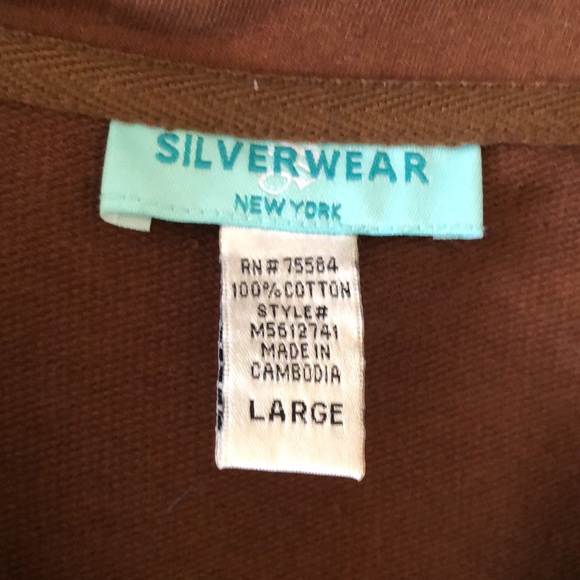 SILVERWEAR
NEW YORK
RN#75584
100%COTTON
STYLE#
M5612741
MADE IN
CAMBODIA
LARGE